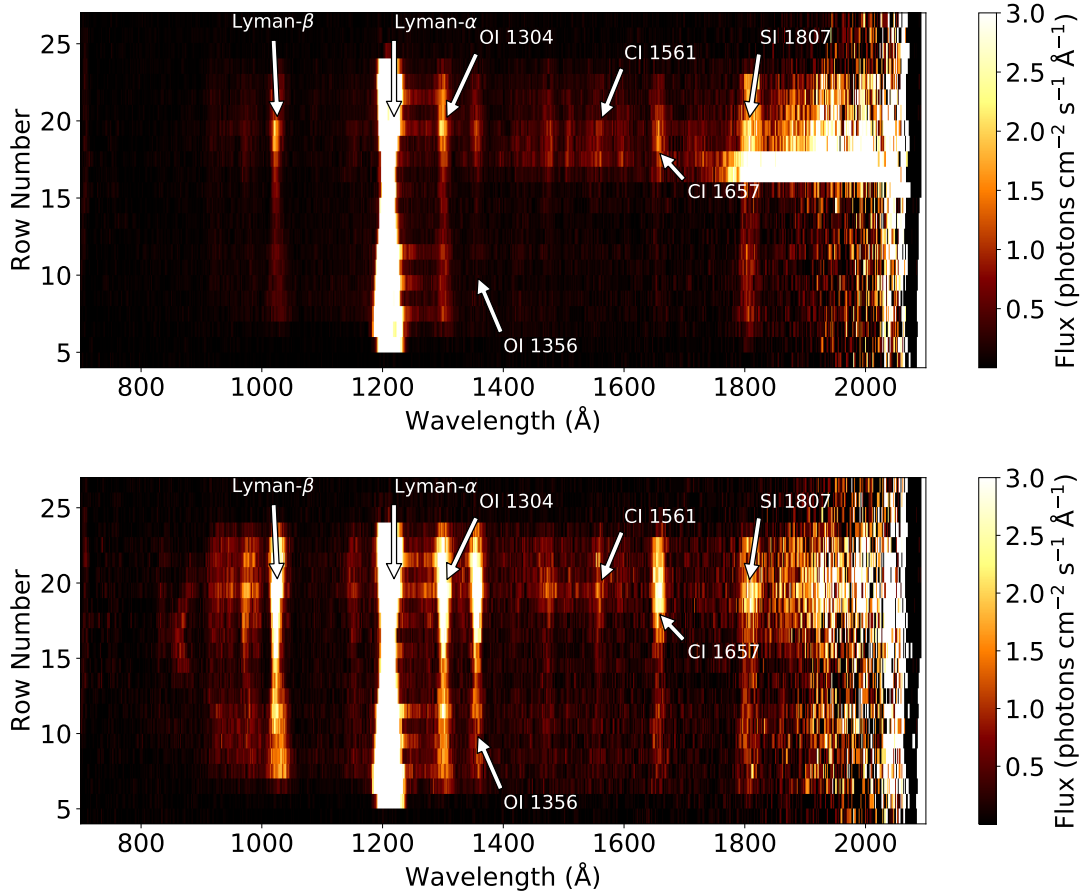 Lyman-β
Lyman-α
OI 1304
CI 1561
SI 1807
CI 1657
OI 1356
25
20
15
10
5
Row Number
800 1000 1200 1400 1600 1800 2000
Wavelength (Å)
3.0
2.5
2.0
1.5
1.0
0.5
Flux (photons cm⁻² s⁻¹ Å⁻¹)
Lyman-β
Lyman-α
OI 1304
CI 1561
SI 1807
CI 1657
OI 1356
25
20
15
10
5
Row Number
800 1000 1200 1400 1600 1800 2000
Wavelength (Å)
3.0
2.5
2.0
1.5
1.0
0.5
Flux (photons cm⁻² s⁻¹ Å⁻¹)